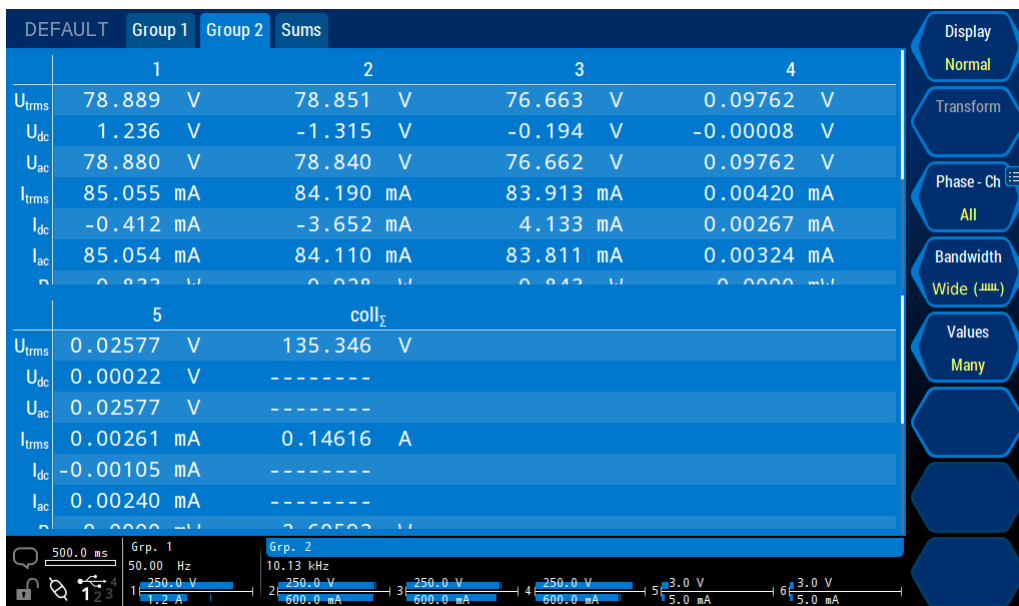 DEFAULT Group 1 Group 2 Sums
1 2 3 4
Utrms 78.889 V 78.851 V 76.663 V 0.09762 V
Udc 1.236 V -1.315 V -0.194 V -0.00008 V
Uac 78.880 V 78.840 V 76.662 V 0.09762 V
Itrms 85.055 mA 84.190 mA 83.913 mA 0.00420 mA
Idc -0.412 mA -3.652 mA 4.133 mA 0.00267 mA
Iac 85.054 mA 84.110 mA 83.811 mA 0.00324 mA
5 collΣ
Utrms 0.02577 V 135.346 V
Udc 0.00022 V --------
Uac 0.02577 V --------
Itrms 0.00261 mA 0.14616 A
Idc -0.00105 mA --------
Iac 0.00240 mA --------
Display
Normal
Transform
Phase - Ch
All
Bandwidth
Wide
Values
Many
500.0 ms
1 2 3 4
Grp. 1
50.00 Hz
1 250.0 V
1.2 A
Grp. 2
10.13 kHz
2 250.0 V
600.0 mA
3 250.0 V
600.0 mA
4 250.0 V
600.0 mA
5 3.0 V
5.0 mA
6 3.0 V
5.0 mA